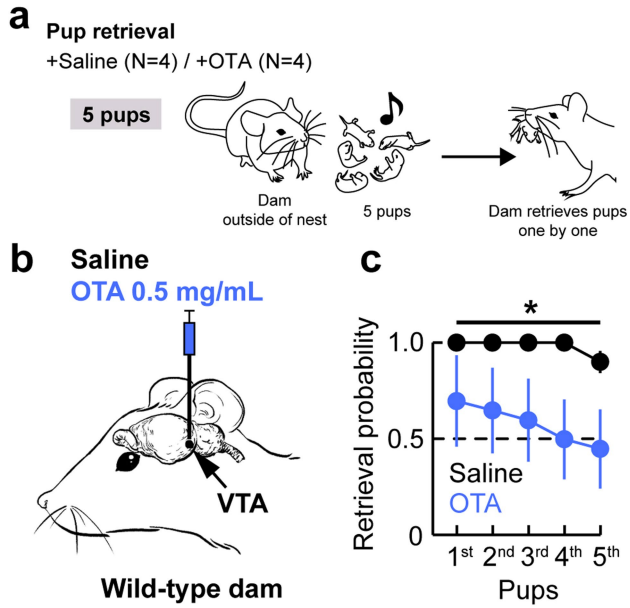 a
Pup retrieval
+Saline (N=4) / +OTA (N=4)
5 pups
Dam
outside of nest
5 pups
Dam retrieves pups
one by one
b
Saline
OTA 0.5 mg/mL
VTA
Wild-type dam
c
*
Retrieval probability
1.0
0.5
0
Saline
OTA
1st 2nd 3rd 4th 5th
Pups